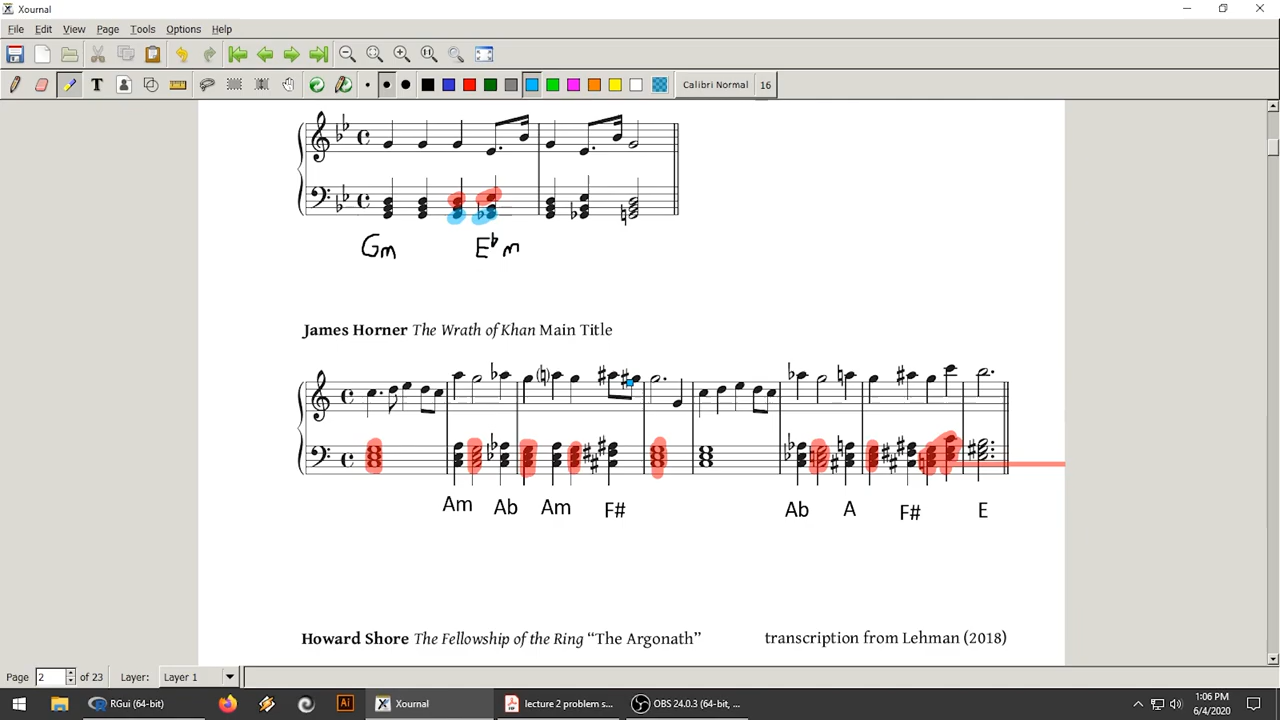 Xournal
File Edit View Page Tools Options Help
Calibri Normal 16
Gm E♭m
James Horner The Wrath of Khan Main Title
Am Ab Am F# Ab A F# E
Howard Shore The Fellowship of the Ring “The Argonath” transcription from Lehman (2018)
Page 2 of 23 Layer: Layer 1
RGui (64-bit) Xournal lecture 2 problem s... OBS 24.0.3 (64-bit, ... 1:06 PM
6/4/2020